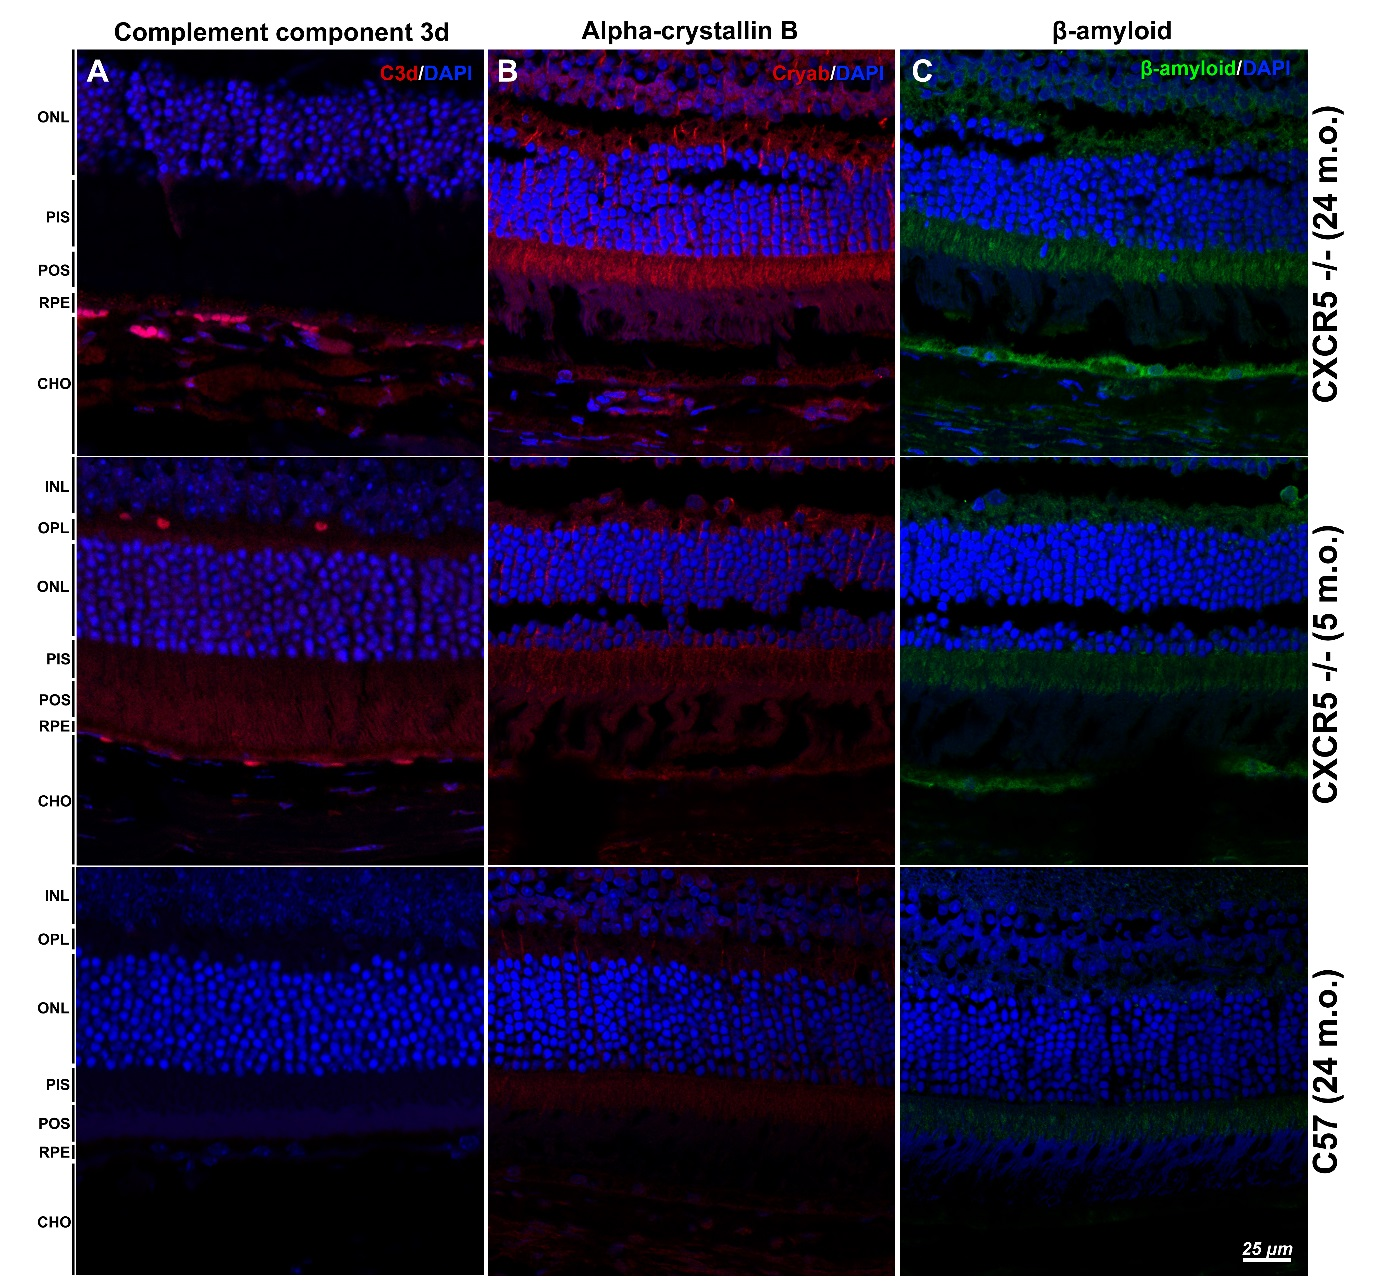 Complement component 3d
Alpha-crystallin B
β-amyloid
A
C3d/DAPI
B
Cryab/DAPI
C
β-amyloid/DAPI
ONL
PIS
POS
RPE
CHO
CXCR5 -/- (24 m.o.)
INL
OPL
ONL
PIS
POS
RPE
CHO
CXCR5 -/- (5 m.o.)
INL
OPL
ONL
PIS
POS
RPE
CHO
C57 (24 m.o.)
25 µm